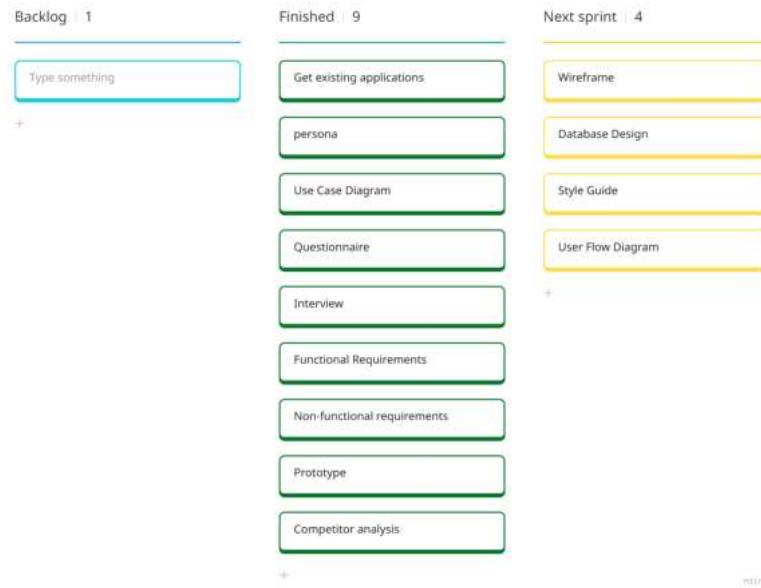 Backlog 1
Type something
+
Finished 9
Get existing applications
persona
Use Case Diagram
Questionnaire
Interview
Functional Requirements
Non-functional requirements
Prototype
Competitor analysis
+
Next sprint 4
Wireframe
Database Design
Style Guide
User Flow Diagram
+